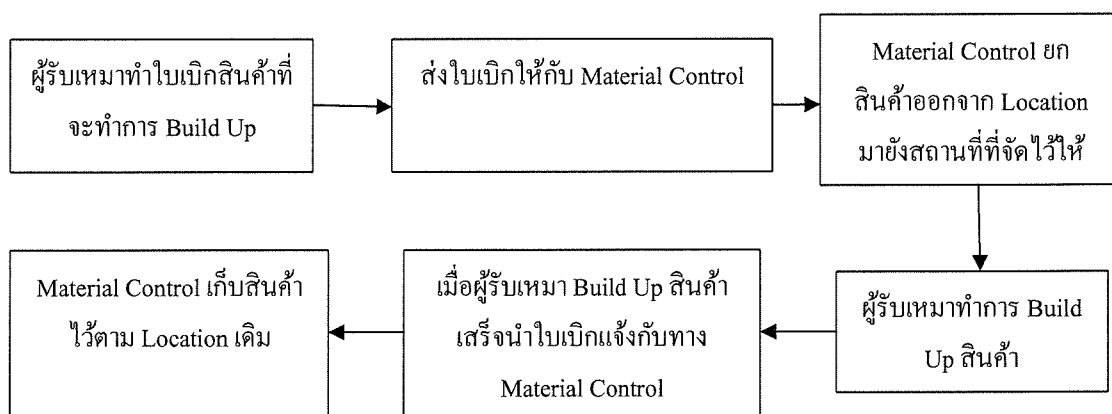 ผู้รับเหมาทำใบเบิกสินค้าที่
จะทำการ Build Up
ส่งใบเบิกให้กับ Material Control
Material Control ยก
สินค้าออกจาก Location
มายังสถานที่ที่จัดไว้ให้
ผู้รับเหมาทำการ Build
Up สินค้า
เมื่อผู้รับเหมา Build Up สินค้า
เสร็จนำใบเบิกแจ้งกับทาง
Material Control
Material Control เก็บสินค้า
ไว้ตาม Location เดิม